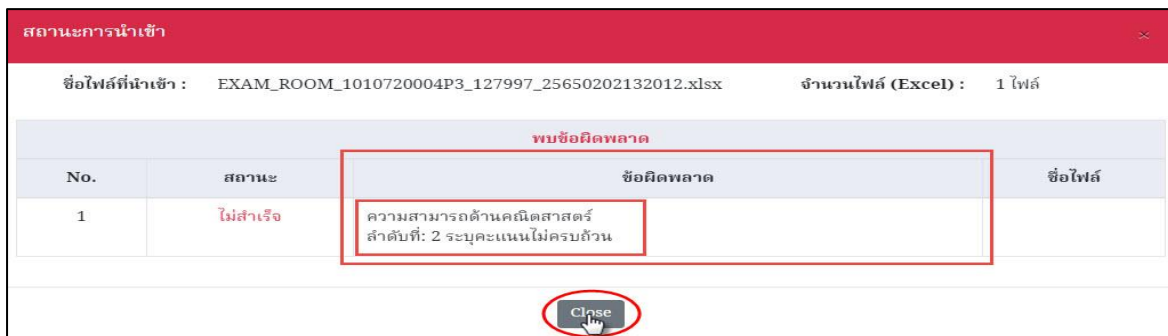 สถานะการนำเข้า ×
ชื่อไฟล์ที่นำเข้า : EXAM_ROOM_1010720004P3_127997_25650202132012.xlsx จำนวนไฟล์ (Excel) : 1 ไฟล์
พบข้อผิดพลาด
No. สถานะ ข้อผิดพลาด ชื่อไฟล์
1 ไม่สำเร็จ ความสามารถด้านคณิตสาสตร์
ลำดับที่: 2 ระบุคะแนนไม่ครบถ้วน
Close